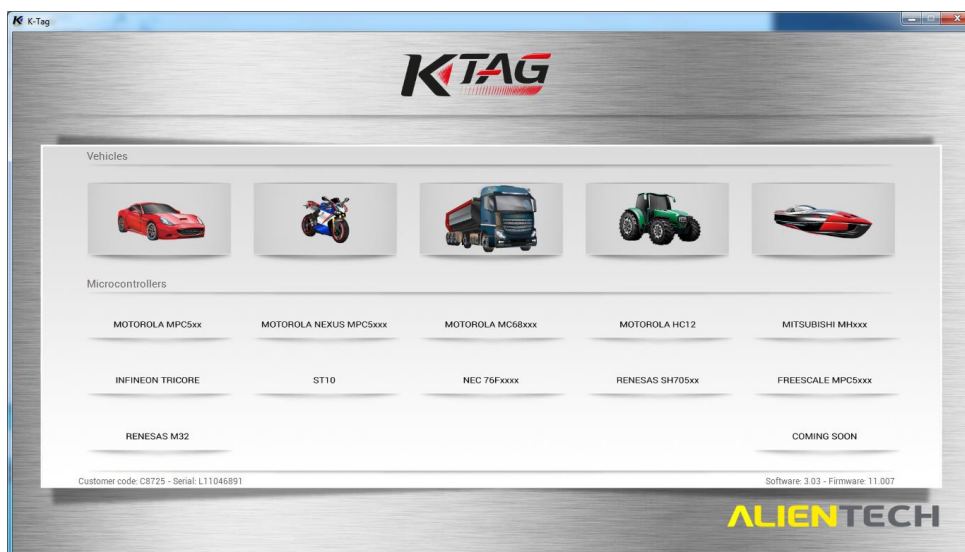 K K-Tag
KTAG
Vehicles
Microcontrollers
MOTOROLA MPC5xx
MOTOROLA NEXUS MPC5xxx
MOTOROLA MC68xxx
MOTOROLA HC12
MITSUBISHI MHxxx
INFINEON TRICORE
ST10
NEC 76Fxxxx
RENESAS SH705xx
FREESCALE MPC5xxx
RENESAS M32
COMING SOON
Customer code: C8725 - Serial: L11046891
Software: 3.03 - Firmware: 11.007
ALIENTECH